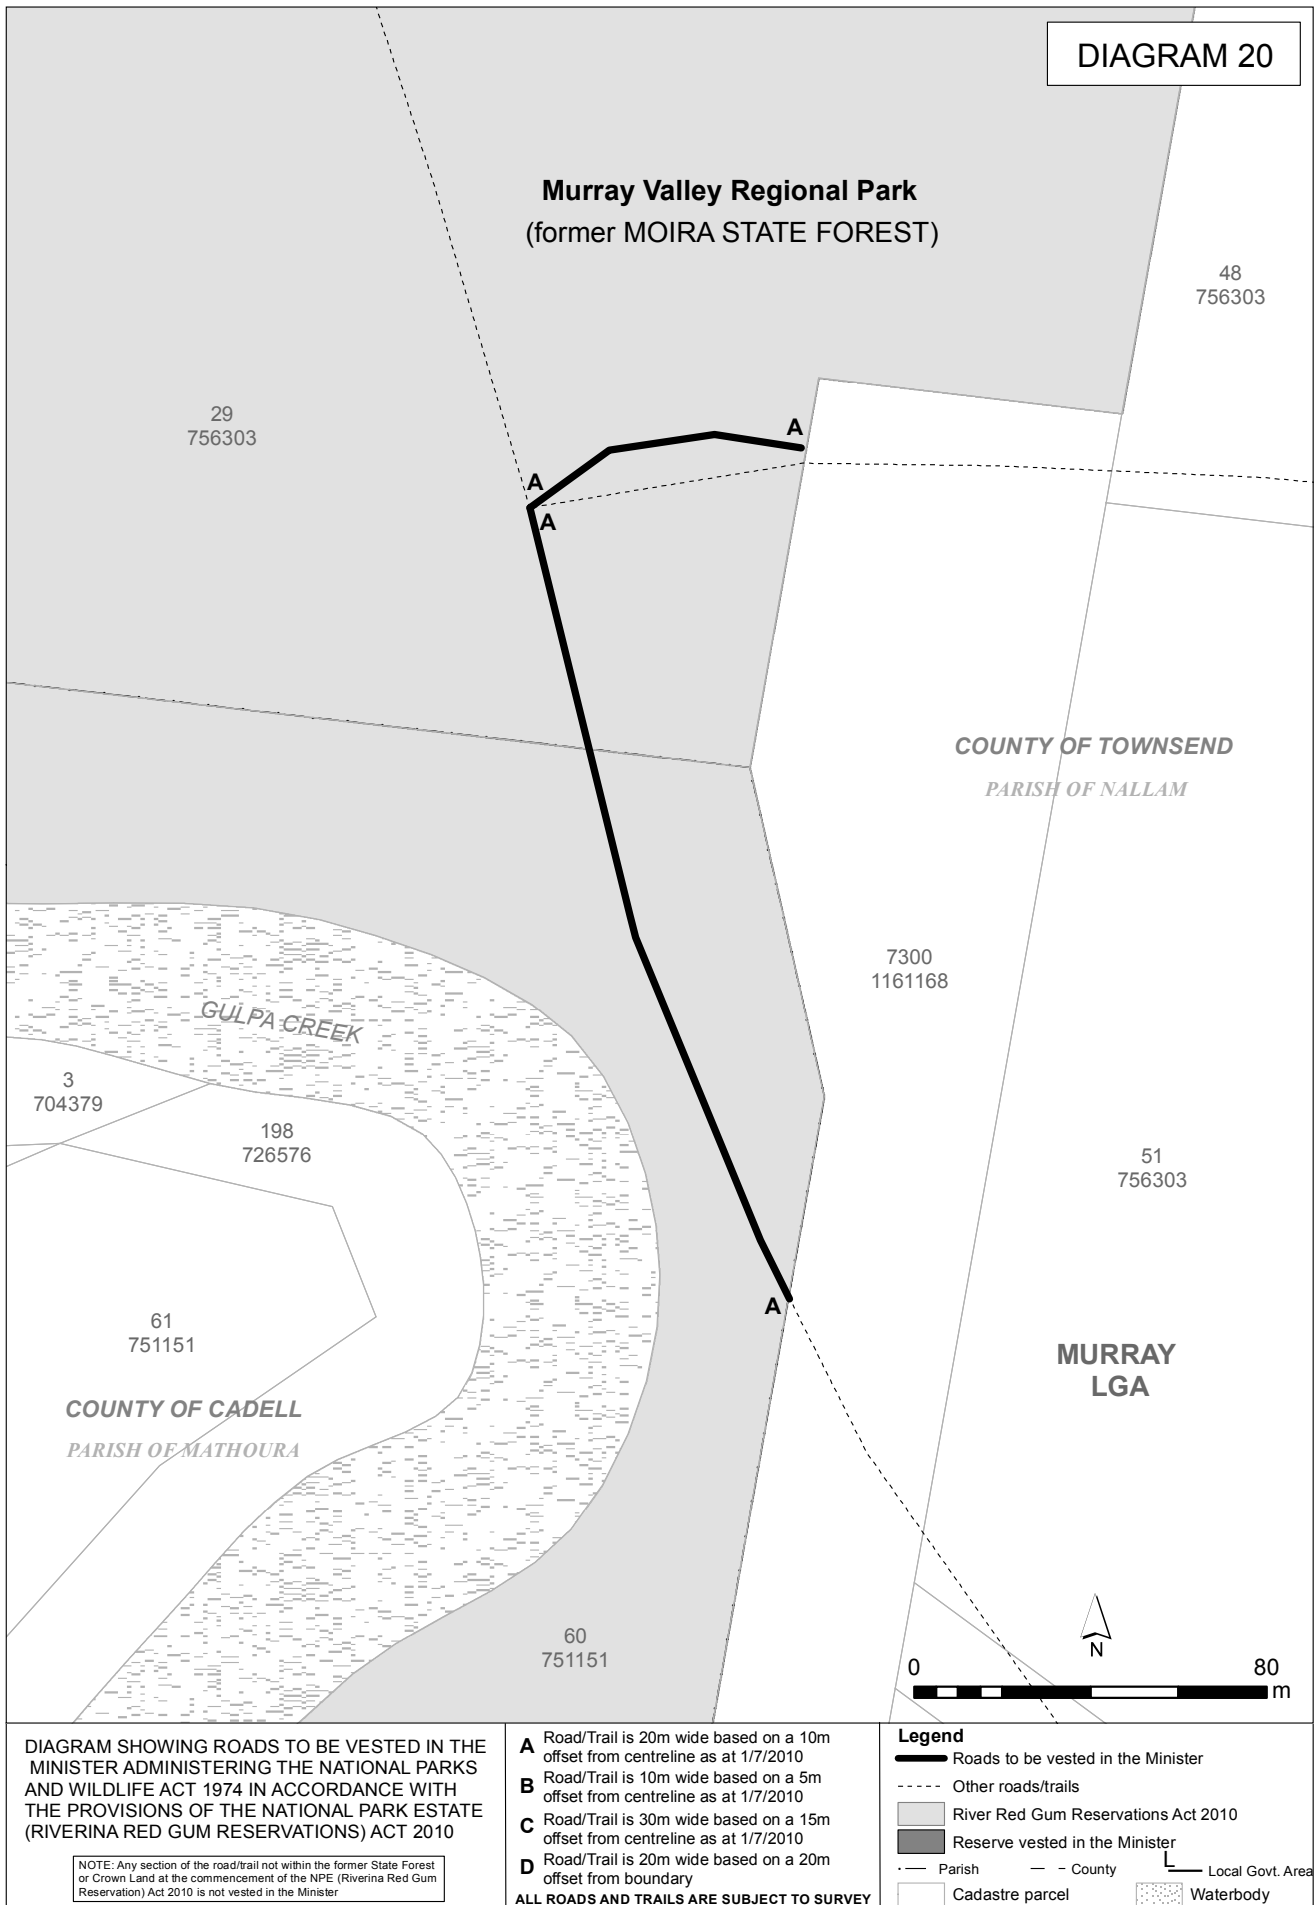 DIAGRAM 20
Murray Valley Regional Park
(former MOIRA STATE FOREST)
48
756303
29
756303
A
A
A
COUNTY OF TOWNSEND
PARISH OF NALLAM
7300
1161168
GULPA CREEK
3
704379
198
726576
51
756303
A
61
751151
MURRAY
LGA
COUNTY OF CADELL
PARISH OF MATHOURA
60
751151
N
0 80
m
DIAGRAM SHOWING ROADS TO BE VESTED IN THE
MINISTER ADMINISTERING THE NATIONAL PARKS
AND WILDLIFE ACT 1974 IN ACCORDANCE WITH
THE PROVISIONS OF THE NATIONAL PARK ESTATE
(RIVERINA RED GUM RESERVATIONS) ACT 2010
NOTE: Any section of the road/trail not within the former State Forest
or Crown Land at the commencement of the NPE (Riverina Red Gum
Reservation) Act 2010 is not vested in the Minister
A Road/Trail is 20m wide based on a 10m
offset from centreline as at 1/7/2010
B Road/Trail is 10m wide based on a 5m
offset from centreline as at 1/7/2010
C Road/Trail is 30m wide based on a 15m
offset from centreline as at 1/7/2010
D Road/Trail is 20m wide based on a 20m
offset from boundary
ALL ROADS AND TRAILS ARE SUBJECT TO SURVEY
Legend
Roads to be vested in the Minister
Other roads/trails
River Red Gum Reservations Act 2010
Reserve vested in the Minister
Parish County Local Govt. Area
Cadastre parcel Waterbody